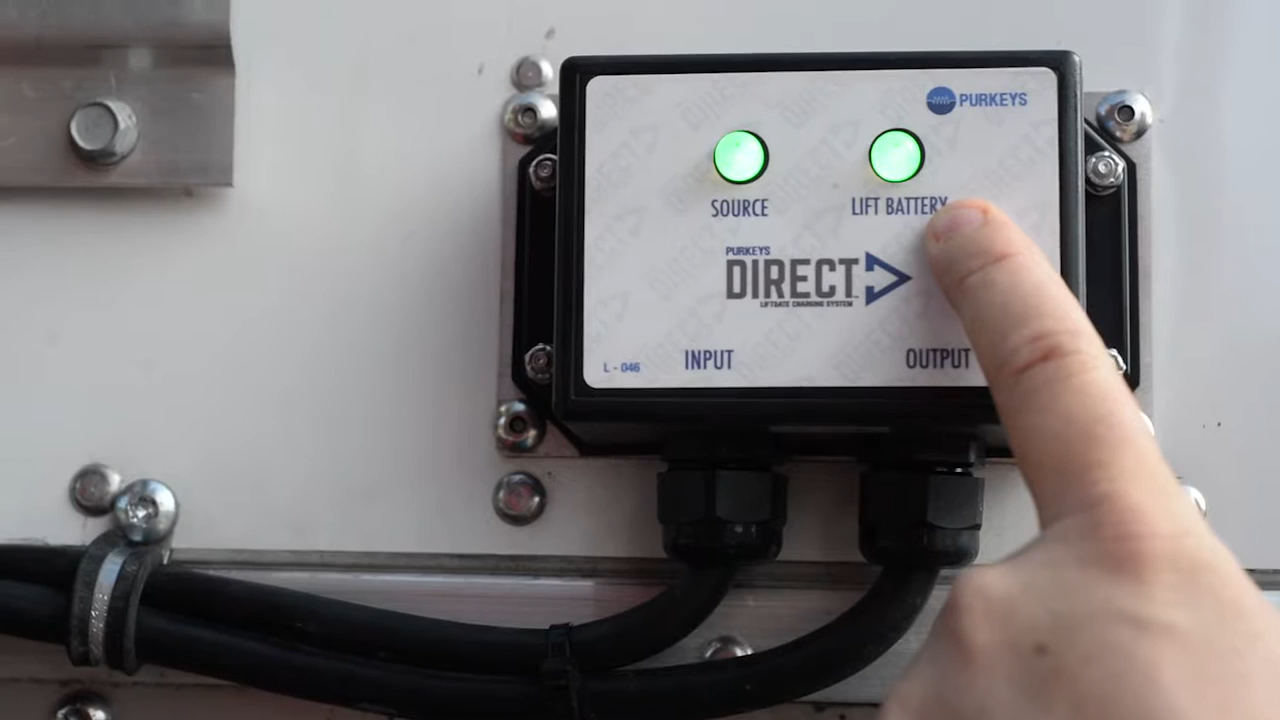 PURKEYS
SOURCE
LIFT BATTERY
PURKEYS
DIRECT
LIFTGATE CHARGING SYSTEM
L - 046
INPUT
OUTPUT